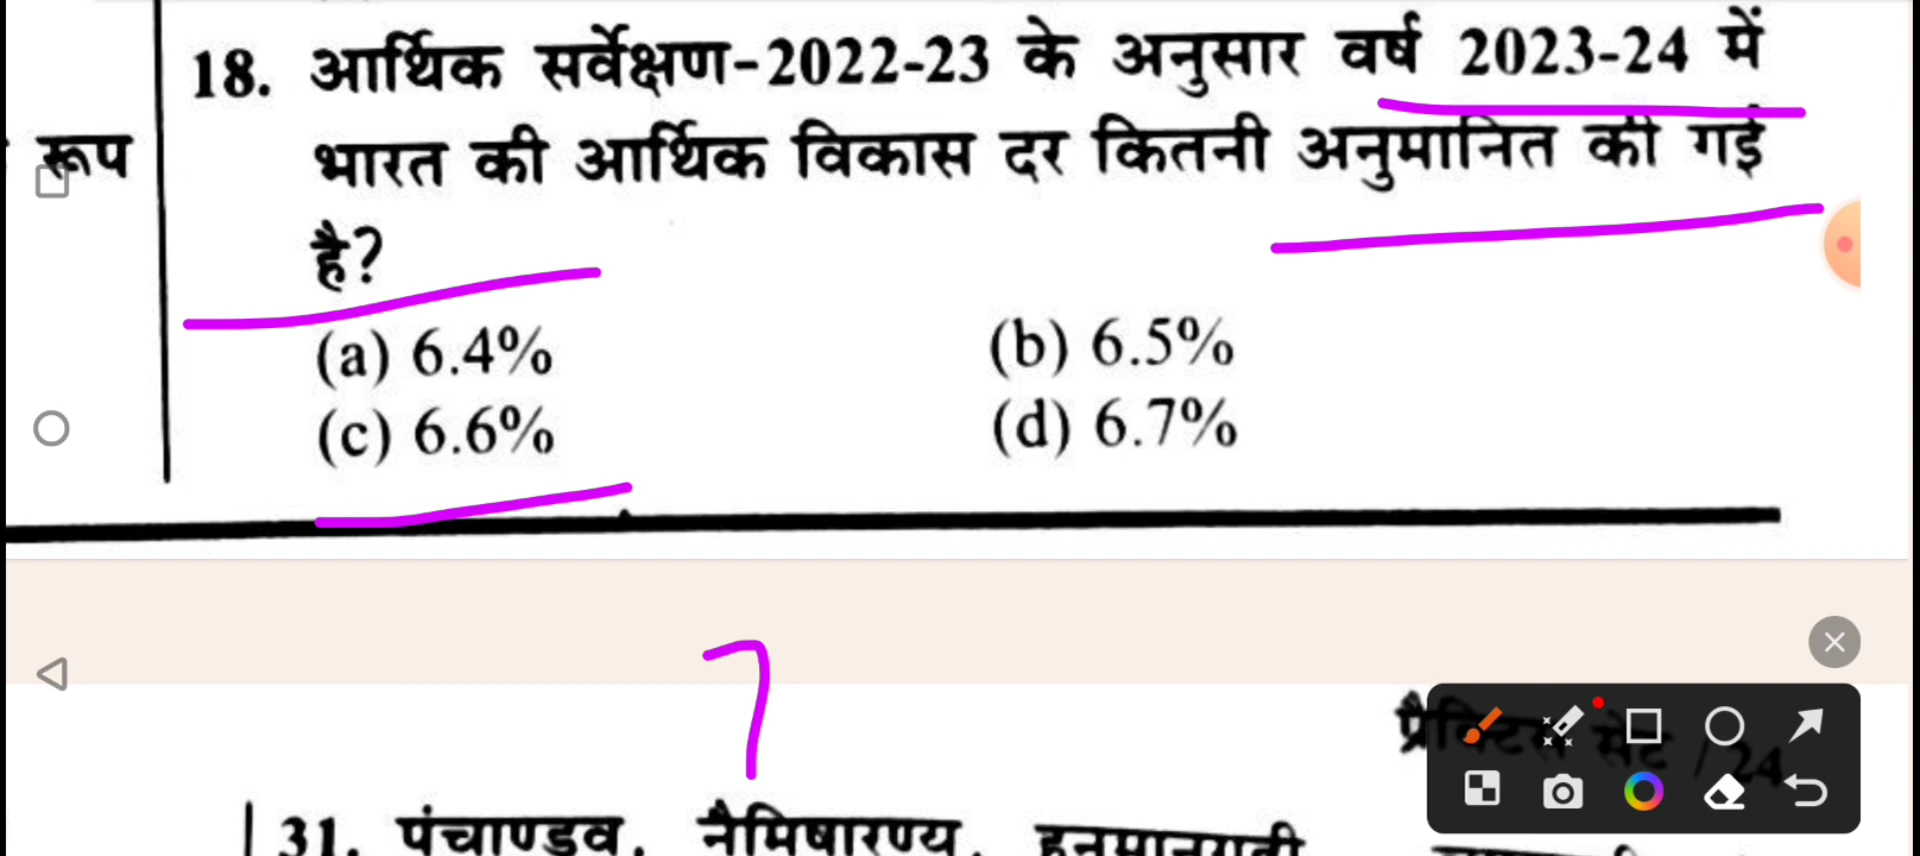 रूप
18. आर्थिक सर्वेक्षण-2022-23 के अनुसार वर्ष 2023-24 में
भारत की आर्थिक विकास दर कितनी अनुमानित की गई
है?
(a) 6.4%
(b) 6.5%
(c) 6.6%
(d) 6.7%
7
प्रैक्टिस सेट / 24
31. पंचाण्डव, नैमिषारण्य,